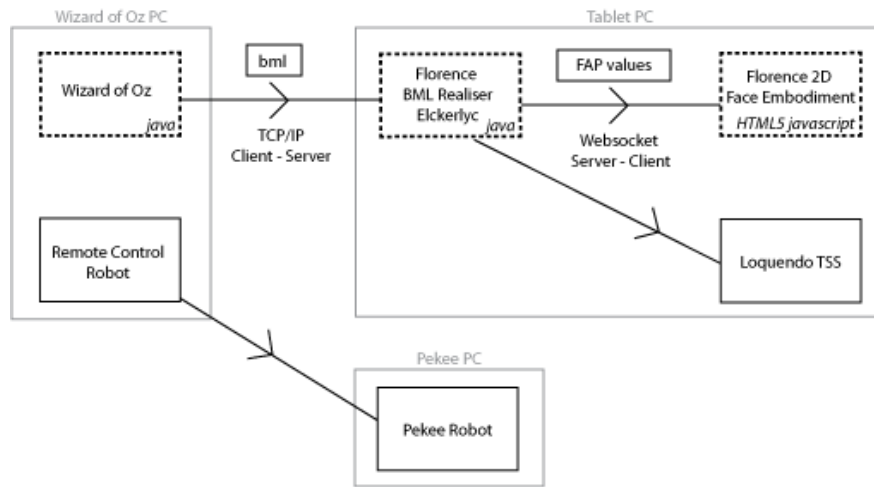 Wizard of Oz PC
Tablet PC
bml
FAP values
Wizard of Oz
java
Florence
BML Realiser
Elckerlyc
java
Florence 2D
Face Embodiment
HTML5 javascript
TCP/IP
Client - Server
Websocket
Server - Client
Remote Control
Robot
Loquendo TSS
Pekee PC
Pekee Robot